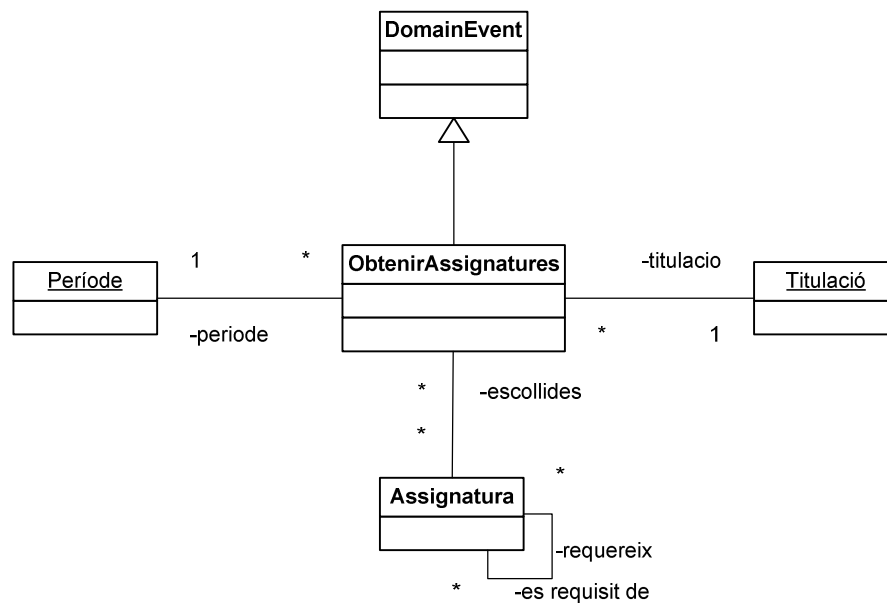 DomainEvent
1
*
ObtenirAssignatures
-titulacio
Període
Titulació
-periode
*
1
*
-escollides
*
*
Assignatura
-requereix
*
-es requisit de